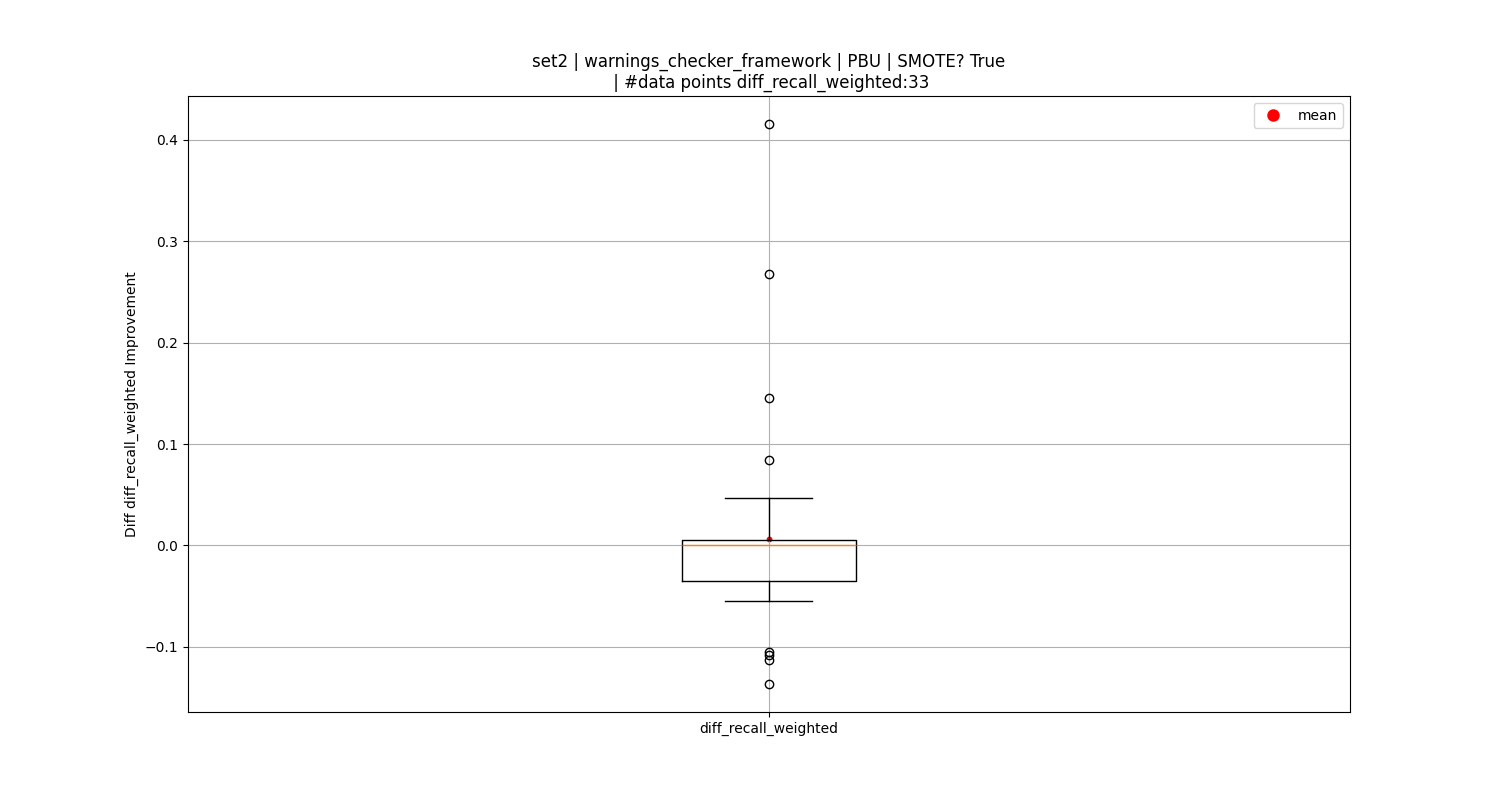 set2 | warnings_checker_framework | PBU | SMOTE? True
| #data points diff_recall_weighted:33
mean
0.4
0.3
0.2
0.1
0.0
−0.1
Diff diff_recall_weighted Improvement
diff_recall_weighted